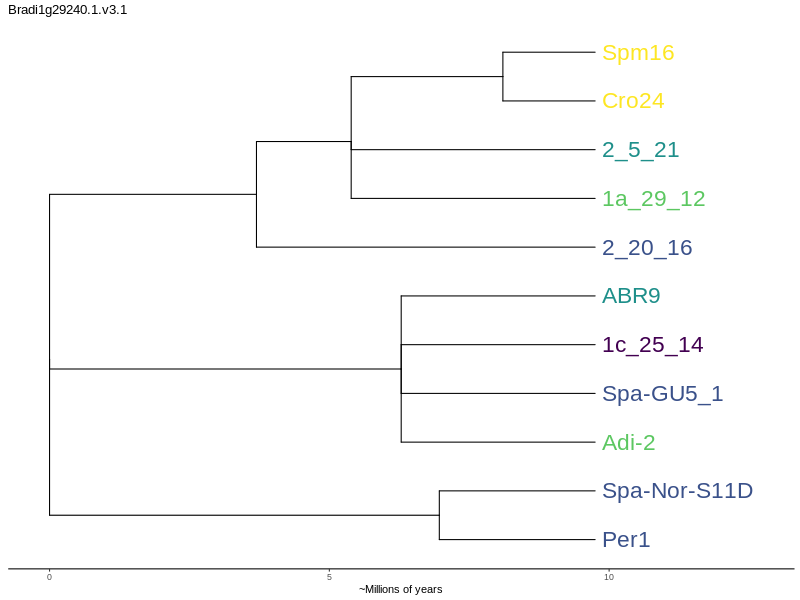 Bradi1g29240.1.v3.1
Spm16
Cro24
2_5_21
1a_29_12
2_20_16
ABR9
1c_25_14
Spa-GU5_1
Adi-2
Spa-Nor-S11D
Per1
0 5 10
~Millions of years